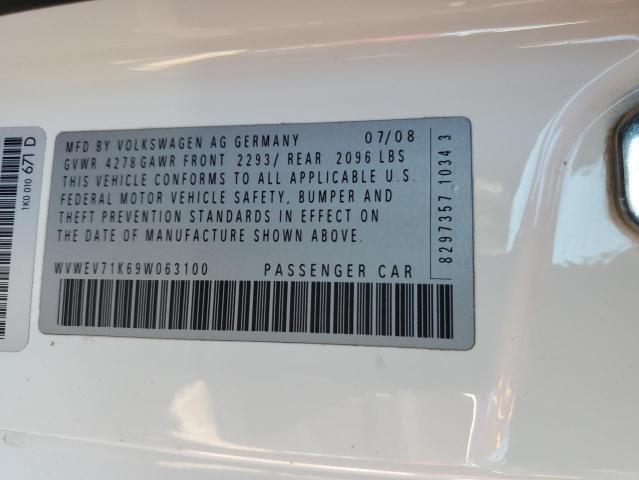 MFD BY VOLKSWAGEN AG GERMANY 07/08
GVWR 4278 GAWR FRONT 2293/ REAR 2096 LBS
THIS VEHICLE CONFORMS TO ALL APPLICABLE U.S.
FEDERAL MOTOR VEHICLE SAFETY, BUMPER AND
THEFT PREVENTION STANDARDS IN EFFECT ON
THE DATE OF MANUFACTURE SHOWN ABOVE.
WVWEV71K69W063100 PASSENGER CAR
8297357 1034 3
1K0 010 671 D